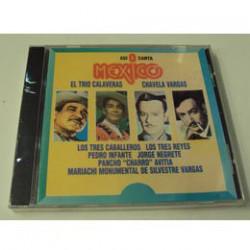 ASI CANTA
MEXICO
EL TRIO CALAVERAS CHAVELA VARGAS
LOS TRES CABALLEROS LOS TRES REYES
PEDRO INFANTE JORGE NEGRETE
PANCHO "CHARRO" AVITIA
MARIACHI MONUMENTAL DE SILVESTRE VARGAS